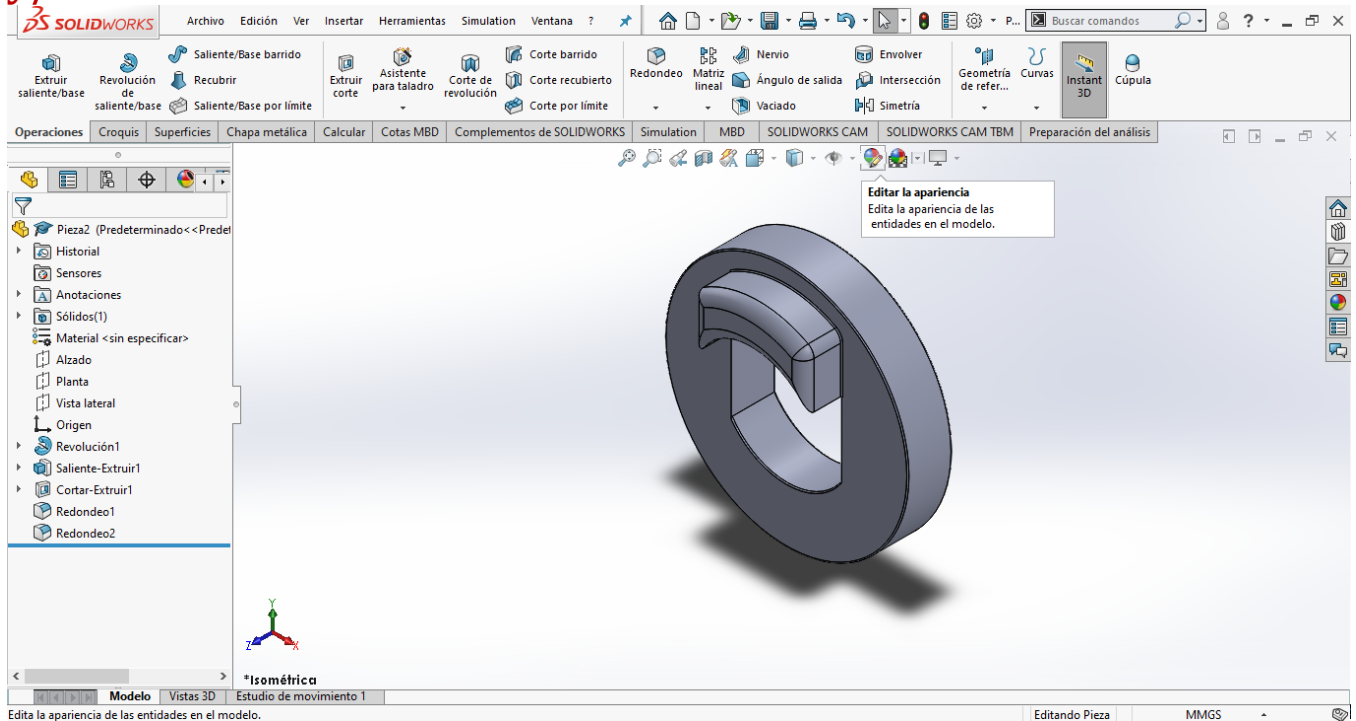 SOLIDWORKS
Archivo Edición Ver Insertar Herramientas Simulation Ventana ?
P...
Buscar comandos
Extruir saliente/base
Revolución de saliente/base
Saliente/Base barrido
Recubrir
Saliente/Base por límite
Extruir corte
Asistente para taladro
Corte de revolución
Corte barrido
Corte recubierto
Corte por límite
Redondeo
Matriz lineal
Nervio
Ángulo de salida
Vaciado
Envolver
Intersección
Simetría
Geometría de refer...
Curvas
Instant 3D
Cúpula
Operaciones Croquis Superficies Chapa metálica Calcular Cotas MBD Complementos de SOLIDWORKS Simulation MBD SOLIDWORKS CAM SOLIDWORKS CAM TBM Preparación del análisis
Editar la apariencia
Edita la apariencia de las
entidades en el modelo.
Pieza2 (Predeterminado<<Predet
Historial
Sensores
Anotaciones
Sólidos(1)
Material <sin especificar>
Alzado
Planta
Vista lateral
Origen
Revolución1
Saliente-Extruir1
Cortar-Extruir1
Redondeo1
Redondeo2
Y
Z X
*Isométrica
Modelo Vistas 3D Estudio de movimiento 1
Edita la apariencia de las entidades en el modelo.
Editando Pieza MMGS